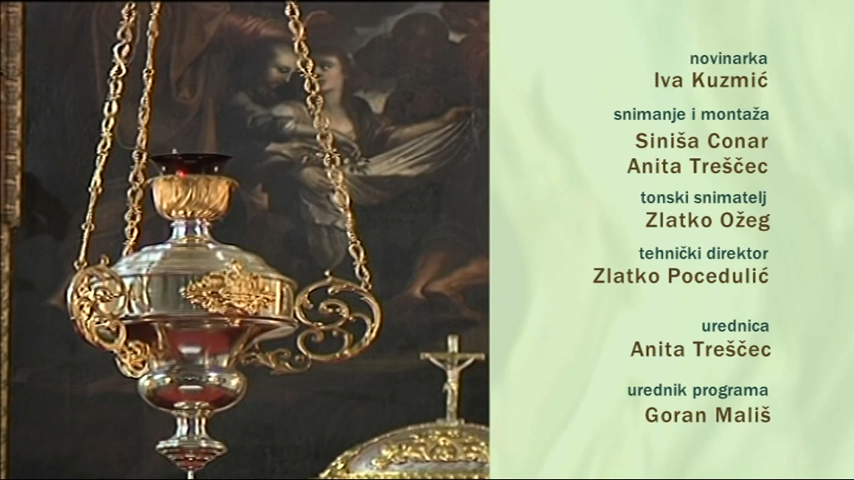 novinarka
Iva Kuzmić
snimanje i montaža
Siniša Conar
Anita Treščec
tonski snimatelj
Zlatko Ožeg
tehnički direktor
Zlatko Pocedulić
urednica
Anita Treščec
urednik programa
Goran Mališ